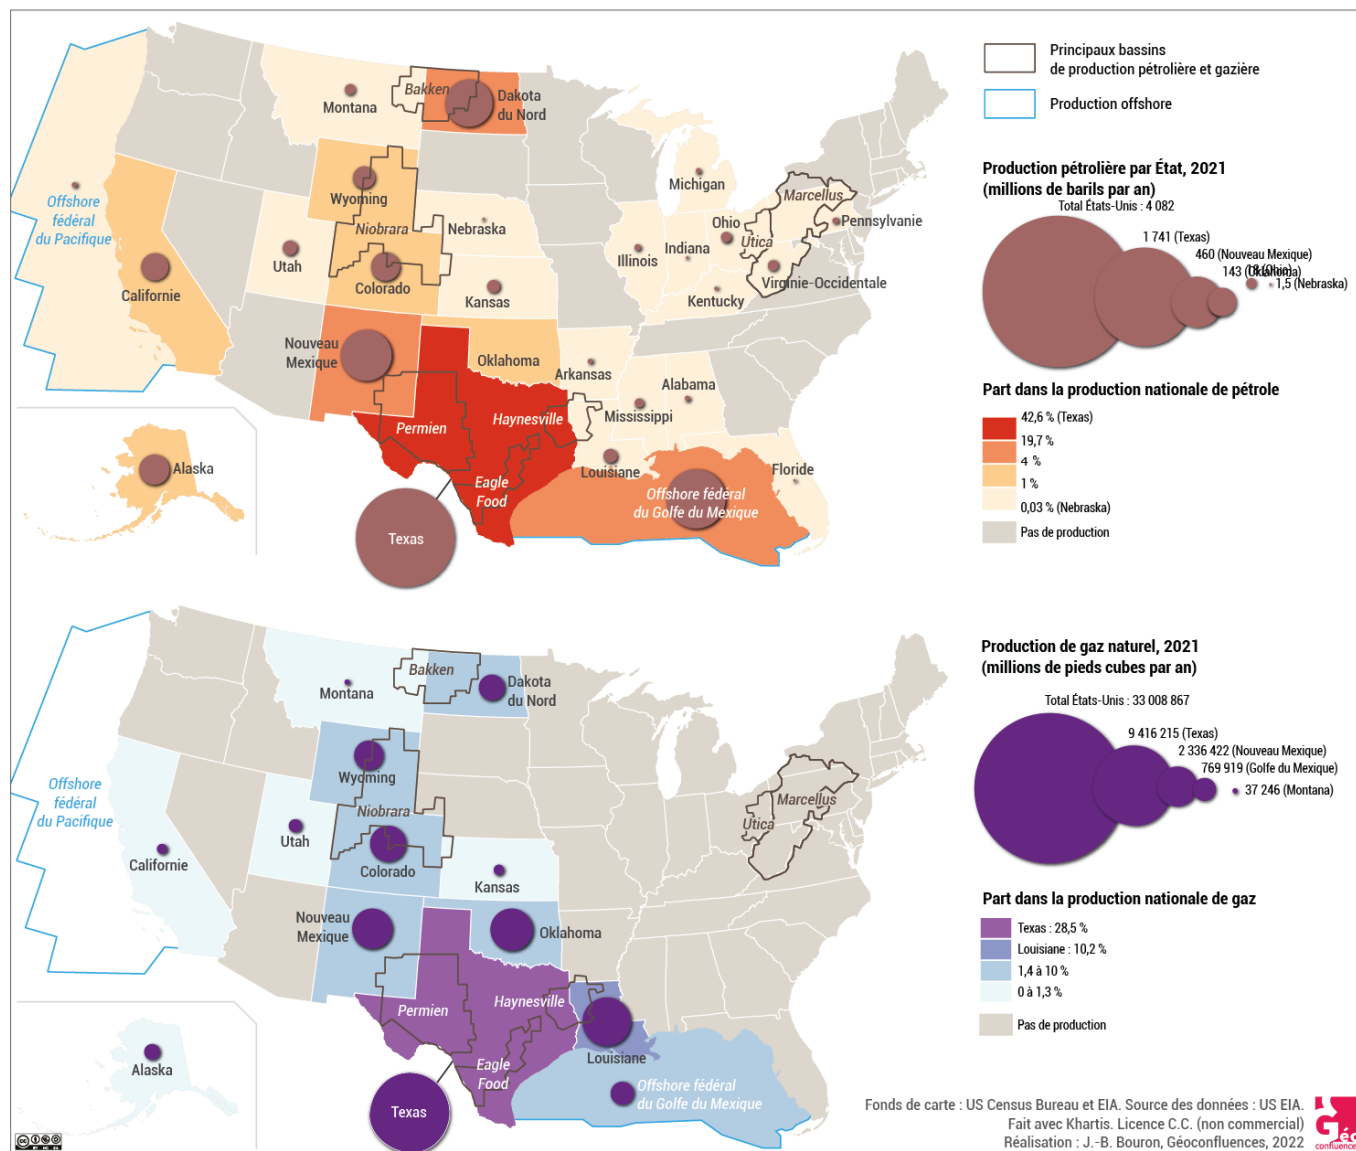 Principaux bassins
de production pétrolière et gazière
Production offshore
Bakken
Montana
Dakota
du Nord
Offshore
fédéral
du Pacifique
Wyoming
Niobrara
Nebraska
Michigan
Marcellus
Ohio
Pennsylvanie
Utica
Illinois
Indiana
Virginie-Occidentale
Utah
Californie
Colorado
Kansas
Kentucky
Nouveau
Mexique
Oklahoma
Arkansas
Alabama
Mississippi
Permien
Haynesville
Louisiane
Floride
Alaska
Eagle
Food
Offshore fédéral
du Golfe du Mexique
Texas
Production pétrolière par État, 2021
(millions de barils par an)
Total États-Unis : 4 082
1 741 (Texas)
460 (Nouveau Mexique)
18 (Ohio)
143 (Oklahoma)
1,5 (Nebraska)
Part dans la production nationale de pétrole
42,6 % (Texas)
19,7 %
4 %
1 %
0,03 % (Nebraska)
Pas de production
Bakken
Montana
Dakota
du Nord
Offshore
fédéral
du Pacifique
Wyoming
Niobrara
Marcellus
Utica
Utah
Californie
Colorado
Kansas
Nouveau
Mexique
Oklahoma
Permien
Haynesville
Louisiane
Alaska
Eagle
Food
Offshore fédéral
du Golfe du Mexique
Texas
Production de gaz naturel, 2021
(millions de pieds cubes par an)
Total États-Unis : 33 008 867
9 416 215 (Texas)
2 336 422 (Nouveau Mexique)
769 919 (Golfe du Mexique)
37 246 (Montana)
Part dans la production nationale de gaz
Texas : 28,5 %
Louisiane : 10,2 %
1,4 à 10 %
0 à 1,3 %
Pas de production
Fonds de carte : US Census Bureau et EIA. Source des données : US EIA.
Fait avec Khartis. Licence C.C. (non commercial)
Réalisation : J.-B. Bouron, Géoconfluences, 2022
Géo
confluences